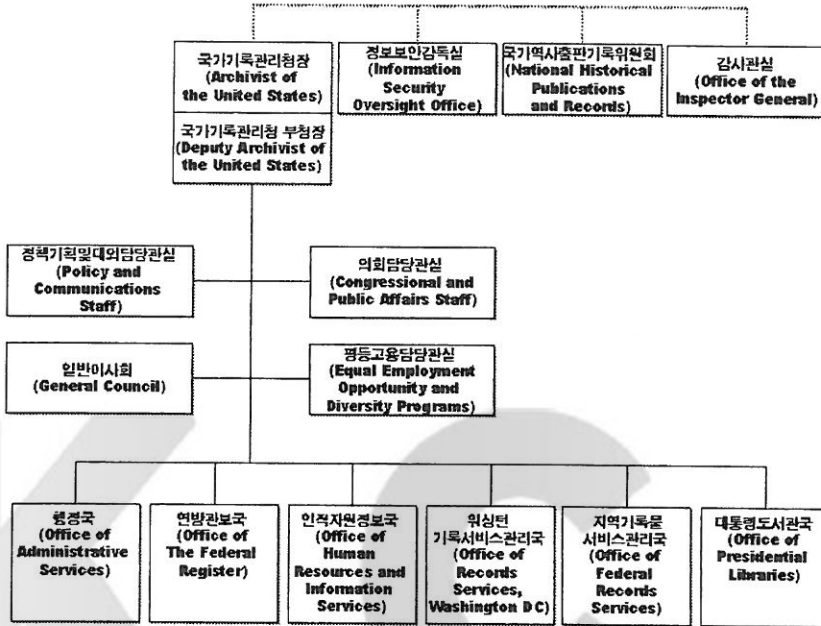 국가기록관리청장
(Archivist of
the United States)
국가기록관리청 부청장
(Deputy Archivist of
the United States)
정보보안감독실
(Information
Security
Oversight Office)
국가역사출판기록위원회
(National Historical
Publications
and Records)
감사관실
(Office of the
Inspector General)
정책기획및대외담당관실
(Policy and
Communications
Staff)
의회담당관실
(Congressional and
Public Affairs Staff)
일반이사회
(General Council)
평등고용담당관실
(Equal Employment
Opportunity and
Diversity Programs)
행정국
(Office of
Administrative
Services)
연방관보국
(Office of
The Federal
Register)
인적자원정보국
(Office of
Human
Resources and
Information
Services)
워싱턴
기록서비스관리국
(Office of
Records
Services,
Washington DC)
지역기록물
서비스관리국
(Office of
Federal
Records
Services)
대통령도서관국
(Office of
Presidential
Libraries)